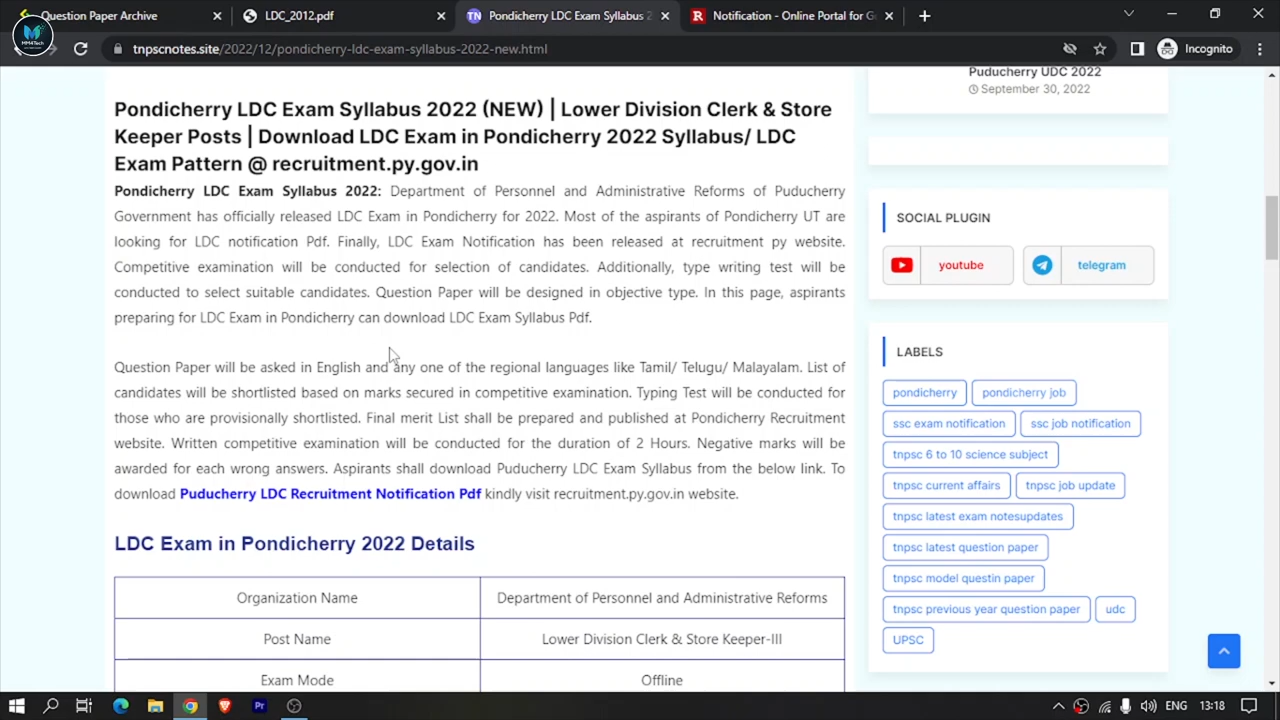 Question Paper Archive
LDC_2012.pdf
TN
Pondicherry LDC Exam Syllabus 2
R
Notification - Online Portal for G
MM4Tech
tnpscnotes.site/2022/12/pondicherry-ldc-exam-syllabus-2022-new.html
Incognito
Pondicherry LDC Exam Syllabus 2022 (NEW) | Lower Division Clerk & Store
Keeper Posts | Download LDC Exam in Pondicherry 2022 Syllabus/ LDC
Exam Pattern @ recruitment.py.gov.in
Pondicherry LDC Exam Syllabus 2022: Department of Personnel and Administrative Reforms of Puducherry
Government has officially released LDC Exam in Pondicherry for 2022. Most of the aspirants of Pondicherry UT are
looking for LDC notification Pdf. Finally, LDC Exam Notification has been released at recruitment py website.
Competitive examination will be conducted for selection of candidates. Additionally, type writing test will be
conducted to select suitable candidates. Question Paper will be designed in objective type. In this page, aspirants
preparing for LDC Exam in Pondicherry can download LDC Exam Syllabus Pdf.
Question Paper will be asked in English and any one of the regional languages like Tamil/ Telugu/ Malayalam. List of
candidates will be shortlisted based on marks secured in competitive examination. Typing Test will be conducted for
those who are provisionally shortlisted. Final merit List shall be prepared and published at Pondicherry Recruitment
website. Written competitive examination will be conducted for the duration of 2 Hours. Negative marks will be
awarded for each wrong answers. Aspirants shall download Puducherry LDC Exam Syllabus from the below link. To
download Puducherry LDC Recruitment Notification Pdf kindly visit recruitment.py.gov.in website.
LDC Exam in Pondicherry 2022 Details
Organization Name
Department of Personnel and Administrative Reforms
Post Name
Lower Division Clerk & Store Keeper-III
Exam Mode
Offline
Puducherry UDC 2022
September 30, 2022
SOCIAL PLUGIN
youtube
telegram
LABELS
pondicherry
pondicherry job
ssc exam notification
ssc job notification
tnpsc 6 to 10 science subject
tnpsc current affairs
tnpsc job update
tnpsc latest exam notesupdates
tnpsc latest question paper
tnpsc model questin paper
tnpsc previous year question paper
udc
UPSC
Pr
ENG
13:18